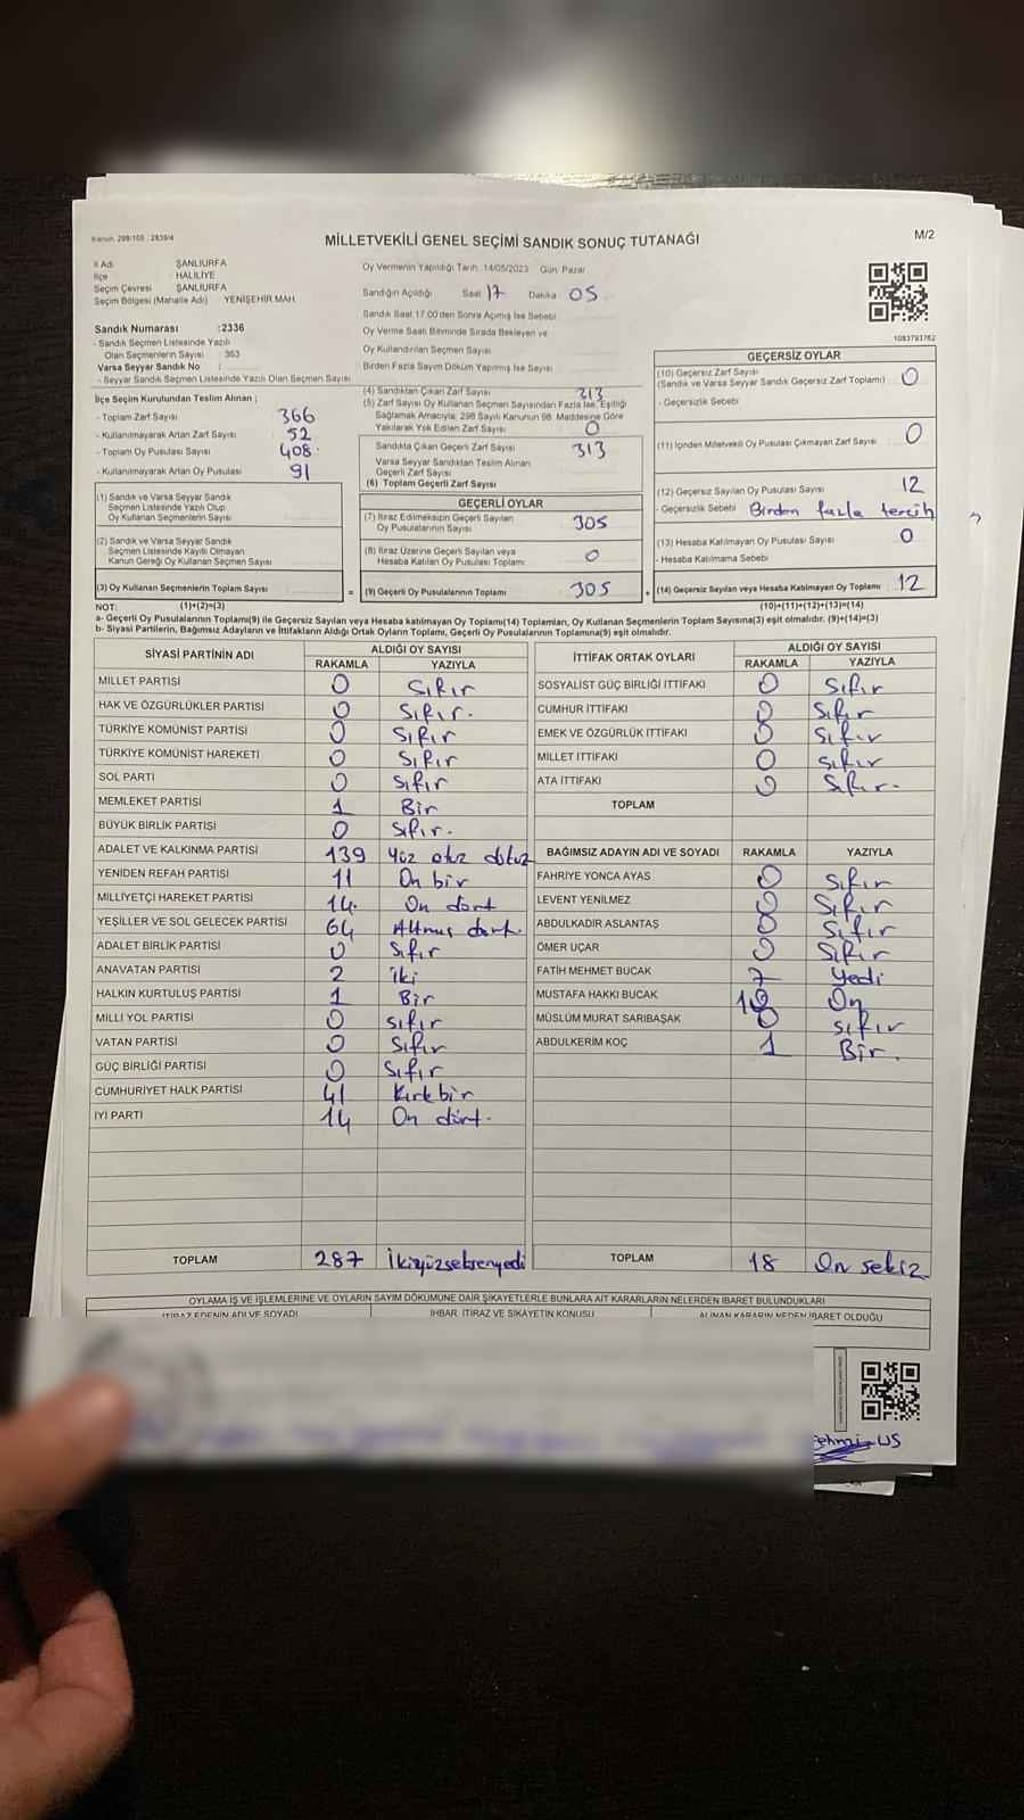 Kanun: 298/105 : 2839/4
MİLLETVEKİLİ GENEL SEÇİMİ SANDIK SONUÇ TUTANAĞI
M/2
İl Adı ŞANLIURFA
İlçe HALİLİYE
Seçim Çevresi ŞANLIURFA
Seçim Bölgesi (Mahalle Adı) YENİŞEHİR MAH.
Sandık Numarası :2336
- Sandık Seçmen Listesinde Yazılı
Olan Seçmenlerin Sayısı : 363
Varsa Seyyar Sandık No :
- Seyyar Sandık Seçmen Listesinde Yazılı Olan Seçmen Sayısı
İlçe Seçim Kurulundan Teslim Alınan ;
- Toplam Zarf Sayısı 366
- Kullanılmayarak Artan Zarf Sayısı 52
- Toplam Oy Pusulası Sayısı 408
- Kullanılmayarak Artan Oy Pusulası 91
(1) Sandık ve Varsa Seyyar Sandık
Seçmen Listesinde Yazılı Olup
Oy Kullanan Seçmenlerin Sayısı
(2) Sandık ve Varsa Seyyar Sandık
Seçmen Listesinde Kayıtlı Olmayan
Kanun Gereği Oy Kullanan Seçmen Sayısı
(3) Oy Kullanan Seçmenlerin Toplam Sayısı
Oy Vermenin Yapıldığı Tarih: 14/05/2023 Gün: Pazar
Sandığın Açıldığı Saat 17 Dakika 05
Sandık Saat 17:00'den Sonra Açılmış İse Sebebi
Oy Verme Saati Bitiminde Sırada Bekleyen ve
Oy Kullandırılan Seçmen Sayısı
Birden Fazla Sayım Döküm Yapılmış İse Sayısı
(4) Sandıktan Çıkan Zarf Sayısı 313
(5) Zarf Sayısı Oy Kullanan Seçmen Sayısından Fazla İse, Eşitliği
Sağlamak Amacıyla, 298 Sayılı Kanunun 98. Maddesine Göre
Yakılarak Yok Edilen Zarf Sayısı 0
Sandıkta Çıkan Geçerli Zarf Sayısı 313
Varsa Seyyar Sandıktan Teslim Alınan
Geçerli Zarf Sayısı
(6) Toplam Geçerli Zarf Sayısı
GEÇERLİ OYLAR
(7) İtiraz Edilmeksizin Geçerli Sayılan
Oy Pusulalarının Sayısı 305
(8) İtiraz Üzerine Geçerli Sayılan veya
Hesaba Katılan Oy Pusulası Toplamı 0
= (9) Geçerli Oy Pusulalarının Toplamı 305 +
1083793762
GEÇERSİZ OYLAR
(10) Geçersiz Zarf Sayısı
(Sandık ve Varsa Seyyar Sandık Geçersiz Zarf Toplamı) 0
- Geçersizlik Sebebi
(11) İçinden Milletvekili Oy Pusulası Çıkmayan Zarf Sayısı 0
(12) Geçersiz Sayılan Oy Pusulası Sayısı 12
- Geçersizlik Sebebi Birden fazla tercih
(13) Hesaba Katılmayan Oy Pusulası Sayısı 0
- Hesaba Katılmama Sebebi
(14) Geçersiz Sayılan veya Hesaba Katılmayan Oy Toplamı 12
NOT: (1)+(2)=(3) (10)+(11)+(12)+(13)=(14)
a- Geçerli Oy Pusulalarının Toplamı(9) ile Geçersiz Sayılan veya Hesaba katılmayan Oy Toplamı(14) Toplamları, Oy Kullanan Seçmenlerin Toplam Sayısına(3) eşit olmalıdır. (9)+(14)=(3)
b- Siyasi Partilerin, Bağımsız Adayların ve İttifakların Aldığı Ortak Oyların Toplamı, Geçerli Oy Pusulalarının Toplamına(9) eşit olmalıdır.
SİYASİ PARTİNİN ADI ALDIĞI OY SAYISI
RAKAMLA YAZIYLA
MİLLET PARTİSİ 0 Sıfır
HAK VE ÖZGÜRLÜKLER PARTİSİ 0 Sıfır.
TÜRKİYE KOMÜNİST PARTİSİ 0 Sıfır
TÜRKİYE KOMÜNİST HAREKETİ 0 Sıfır
SOL PARTİ 0 sıfır
MEMLEKET PARTİSİ 1 Bir
BÜYÜK BİRLİK PARTİSİ 0 sıfır.
ADALET VE KALKINMA PARTİSİ 139 Yüz otuz dokuz
YENİDEN REFAH PARTİSİ 11 On bir
MİLLİYETÇİ HAREKET PARTİSİ 14. On dört
YEŞİLLER VE SOL GELECEK PARTİSİ 64 Altmış dört.
ADALET BİRLİK PARTİSİ 0 Sıfır
ANAVATAN PARTİSİ 2 iki
HALKIN KURTULUŞ PARTİSİ 1 Bir
MİLLİ YOL PARTİSİ 0 sıfır
VATAN PARTİSİ 0 Sıfır
GÜÇ BİRLİĞİ PARTİSİ 0 Sıfır
CUMHURİYET HALK PARTİSİ 41 Kırk bir
İYİ PARTİ 14 On dört.
TOPLAM 287 İkiyüzseksenyedi
İTTİFAK ORTAK OYLARI ALDIĞI OY SAYISI
RAKAMLA YAZIYLA
SOSYALİST GÜÇ BİRLİĞİ İTTİFAKI 0 Sıfır
CUMHUR İTTİFAKI 0 Sıfır
EMEK VE ÖZGÜRLÜK İTTİFAKI 0 Sıfır
MİLLET İTTİFAKI 0 sıfır
ATA İTTİFAKI 0 Sıfır.
TOPLAM
BAĞIMSIZ ADAYIN ADI VE SOYADI RAKAMLA YAZIYLA
FAHRİYE YONCA AYAS 0 Sıfır
LEVENT YENİLMEZ 0 Sıfır
ABDULKADIR ASLANTAŞ 0 Sıfır
ÖMER UÇAR 0 Sıfır
FATİH MEHMET BUCAK 7 Yedi
MUSTAFA HAKKI BUCAK 10 On
MÜSLÜM MURAT SARIBAŞAK 0 sıfır
ABDULKERİM KOÇ 1 Bir.
TOPLAM 18 On sekiz
OYLAMA İŞ VE İŞLEMLERİNE VE OYLARIN SAYIM DÖKÜMÜNE DAİR ŞİKAYETLERLE BUNLARA AİT KARARLARIN NELERDEN İBARET BULUNDUKLARI
İTİRAZ EDENİN ADI VE SOYADI İHBAR, İTİRAZ VE ŞİKAYETİN KONUSU ALINAN KARARIN NEDEN İBARET OLDUĞU